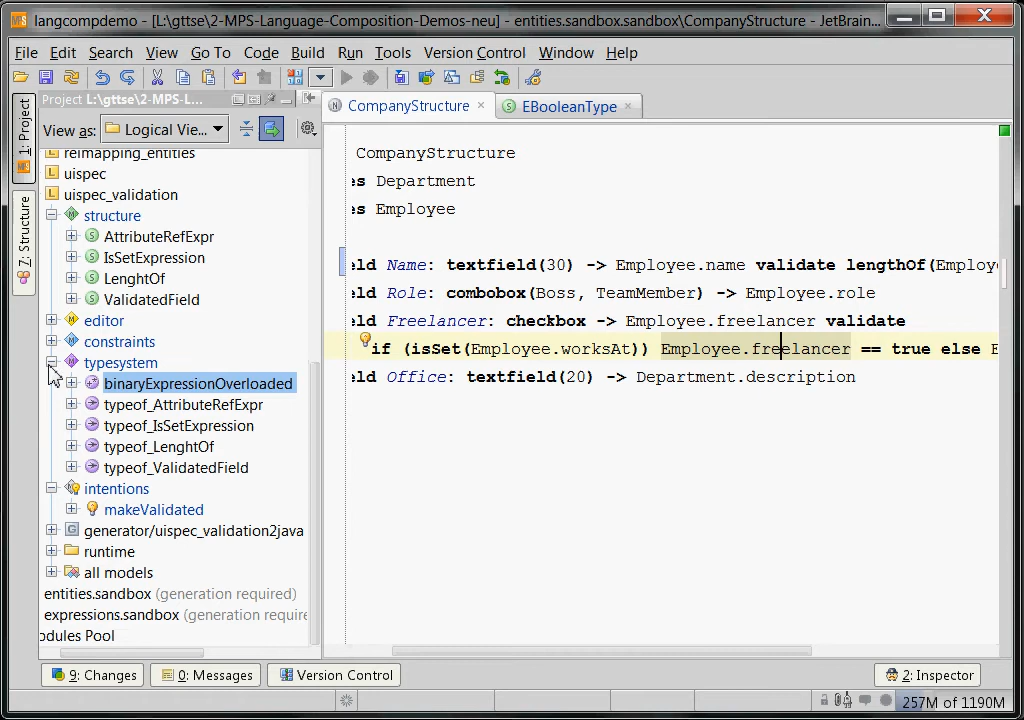 langcompdemo - [L:\gttse\2-MPS-Language-Composition-Demos-neu] - entities.sandbox.sandbox\CompanyStructure - JetBrain...
File Edit Search View Go To Code Build Run Tools Version Control Window Help
Project L:\gttse\2-MPS-L...
CompanyStructure
EBooleanType
1: Project
Z: Structure
View as: Logical Vie...
reimapping_entities
uispec
uispec_validation
structure
AttributeRefExpr
IsSetExpression
LenghtOf
ValidatedField
editor
constraints
typesystem
binaryExpressionOverloaded
typeof_AttributeRefExpr
typeof_IsSetExpression
typeof_LenghtOf
typeof_ValidatedField
intentions
makeValidated
generator/uispec_validation2java
runtime
all models
entities.sandbox (generation required)
expressions.sandbox (generation require
odules Pool
CompanyStructure
es Department
es Employee
eld Name: textfield(30) -> Employee.name validate lengthOf(Employ
eld Role: combobox(Boss, TeamMember) -> Employee.role
eld Freelancer: checkbox -> Employee.freelancer validate
if (isSet(Employee.worksAt)) Employee.freelancer == true else E
eld Office: textfield(20) -> Department.description
9: Changes
0: Messages
Version Control
2: Inspector
257M of 1190M